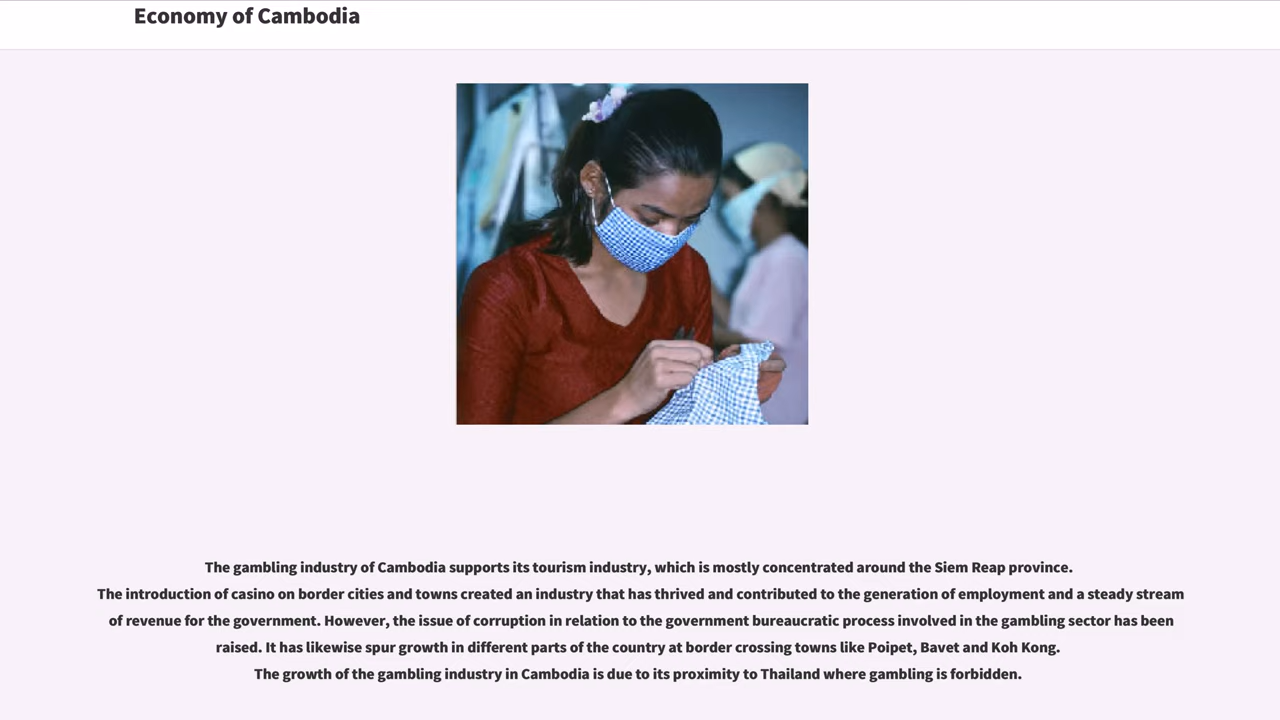 Economy of Cambodia
The gambling industry of Cambodia supports its tourism industry, which is mostly concentrated around the Siem Reap province.
The introduction of casino on border cities and towns created an industry that has thrived and contributed to the generation of employment and a steady stream
of revenue for the government. However, the issue of corruption in relation to the government bureaucratic process involved in the gambling sector has been
raised. It has likewise spur growth in different parts of the country at border crossing towns like Poipet, Bavet and Koh Kong.
The growth of the gambling industry in Cambodia is due to its proximity to Thailand where gambling is forbidden.